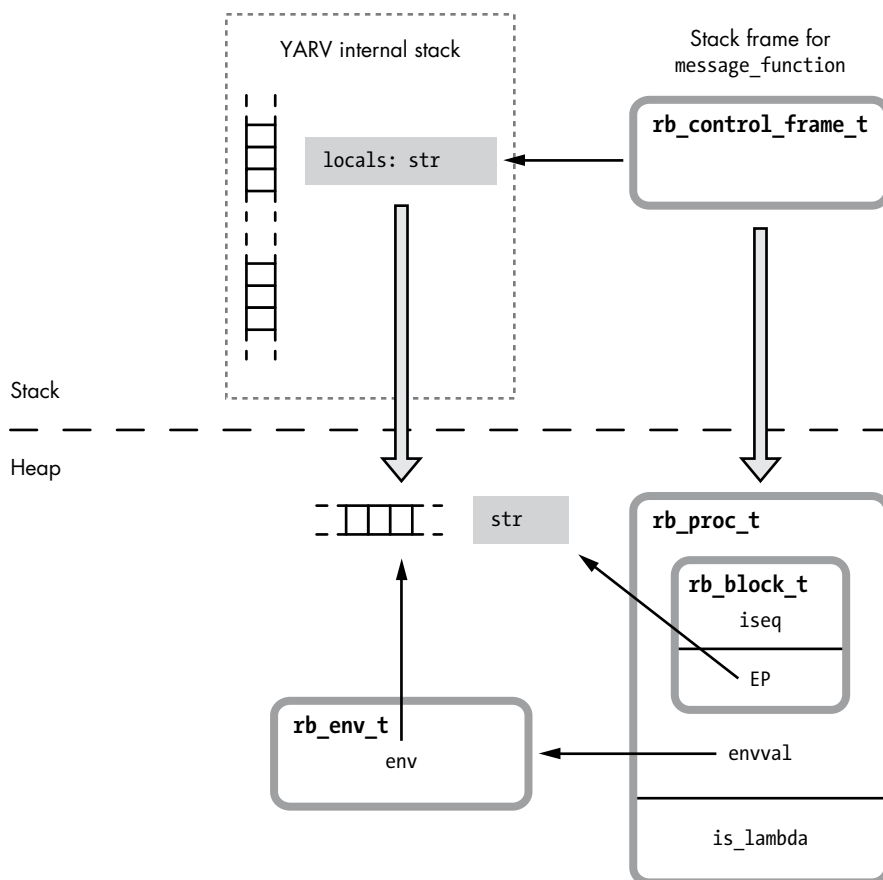 YARV internal stack
Stack frame for
message_function
rb_control_frame_t
locals: str
Stack
Heap
str
rb_proc_t
rb_block_t
iseq
EP
rb_env_t
env
envval
is_lambda